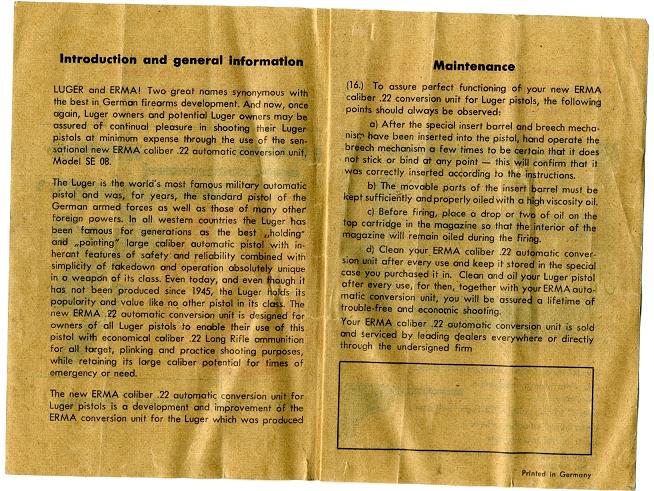 Introduction and general information
LUGER and ERMA! Two great names synonymous with
the best in German firearms development. And now, once
again, Luger owners and potential Luger owners may be
assured of continual pleasure in shooting their Luger
pistols at minimum expense through the use of the sen-
sational new ERMA caliber .22 automatic conversion unit,
Model SE 08.
The Luger is the world's most famous military automatic
pistol and was, for years, the standard pistol of the
German armed forces as well as those of many other
foreign powers. In all western countries the Luger has
been famous for generations as the best „holding"
and „pointing" large caliber automatic pistol with in-
herent features of safety and reliability combined with
simplicity of takedown and operation absolutely unique
in a weapon of its class. Even today, and even though it
has not been produced since 1945, the Luger holds its
popularity and value like no other pistol in its class. The
new ERMA .22 automatic conversion unit is designed for
owners of all Luger pistols to enable their use of this
pistol with economical caliber .22 Long Rifle ammunition
for all target, plinking and practice shooting purposes,
while retaining its large caliber potential for times of
emergency or need.
The new ERMA caliber .22 automatic conversion unit for
Luger pistols is a development and improvement of the
ERMA conversion unit for the Luger which was produced
Maintenance
(16.) To assure perfect functioning of your new ERMA
caliber .22 conversion unit for Luger pistols, the following
points should always be observed:
a) After the special insert barrel and breech mecha-
nism have been inserted into the pistol, hand operate the
breech mechanism a few times to be certain that it does
not stick or bind at any point — this will confirm that it
was correctly inserted according to the instructions.
b) The movable parts of the insert barrel must be
kept sufficiently and properly oiled with a high viscosity oil.
c) Before firing, place a drop or two of oil on the
top cartridge in the magazine so that the interior of the
magazine will remain oiled during the firing.
d) Clean your ERMA caliber .22 automatic conver-
sion unit after every use and keep it stored in the special
case you purchased it in. Clean and oil your Luger pistol
after every use, for then, together with your ERMA auto-
matic conversion unit, you will be assured a lifetime of
trouble-free and economic shooting.
Your ERMA caliber .22 automatic conversion unit is sold
and serviced by leading dealers everywhere or directly
through the undersigned firm
Printed in Germany